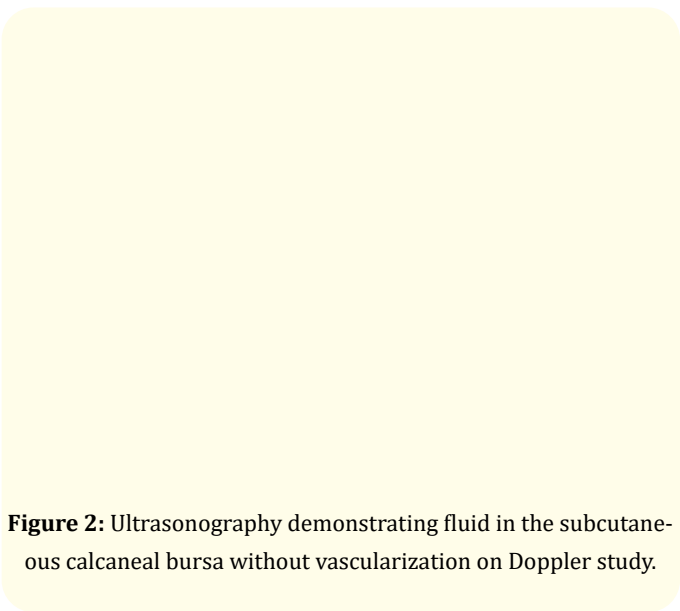 Figure 2: Ultrasonography demonstrating fluid in the subcutane-
ous calcaneal bursa without vascularization on Doppler study.